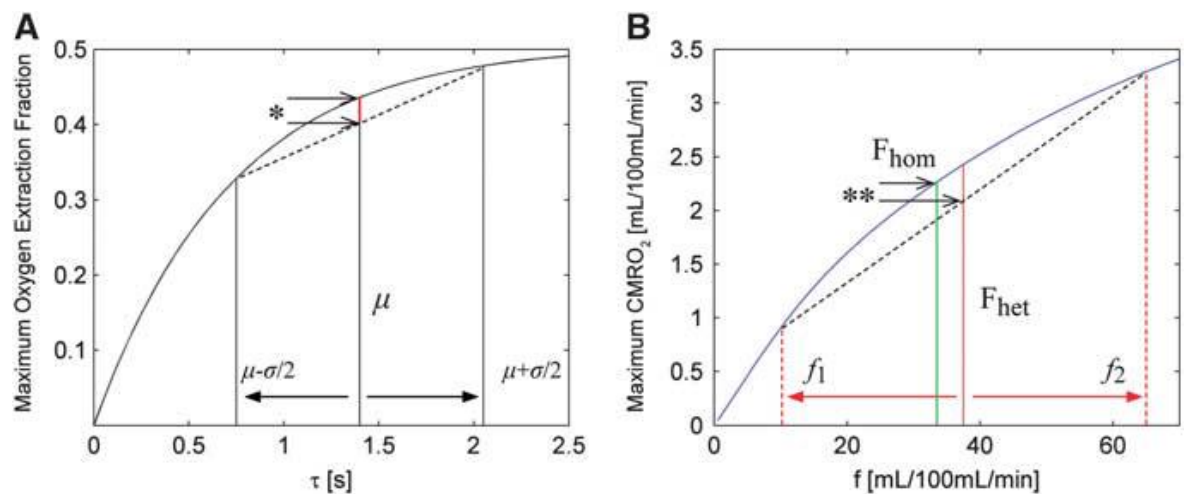 A
Maximum Oxygen Extraction Fraction
0.5
0.4
0.3
0.2
0.1
*
μ
μ-σ/2
μ+σ/2
0
0.5
1
1.5
2
2.5
τ [s]
B
Maximum CMRO₂ [mL/100mL/min]
3.5
3
2.5
2
1.5
1
0.5
0
F_hom
**
F_het
f₁
f₂
0
20
40
60
f [mL/100mL/min]